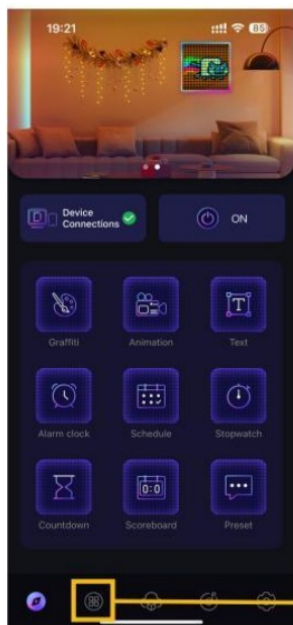 19:21
85
Device
Connections
ON
Graffiti
Animation
Text
Alarm clock
Schedule
Stopwatch
Countdown
Scoreboard
Preset